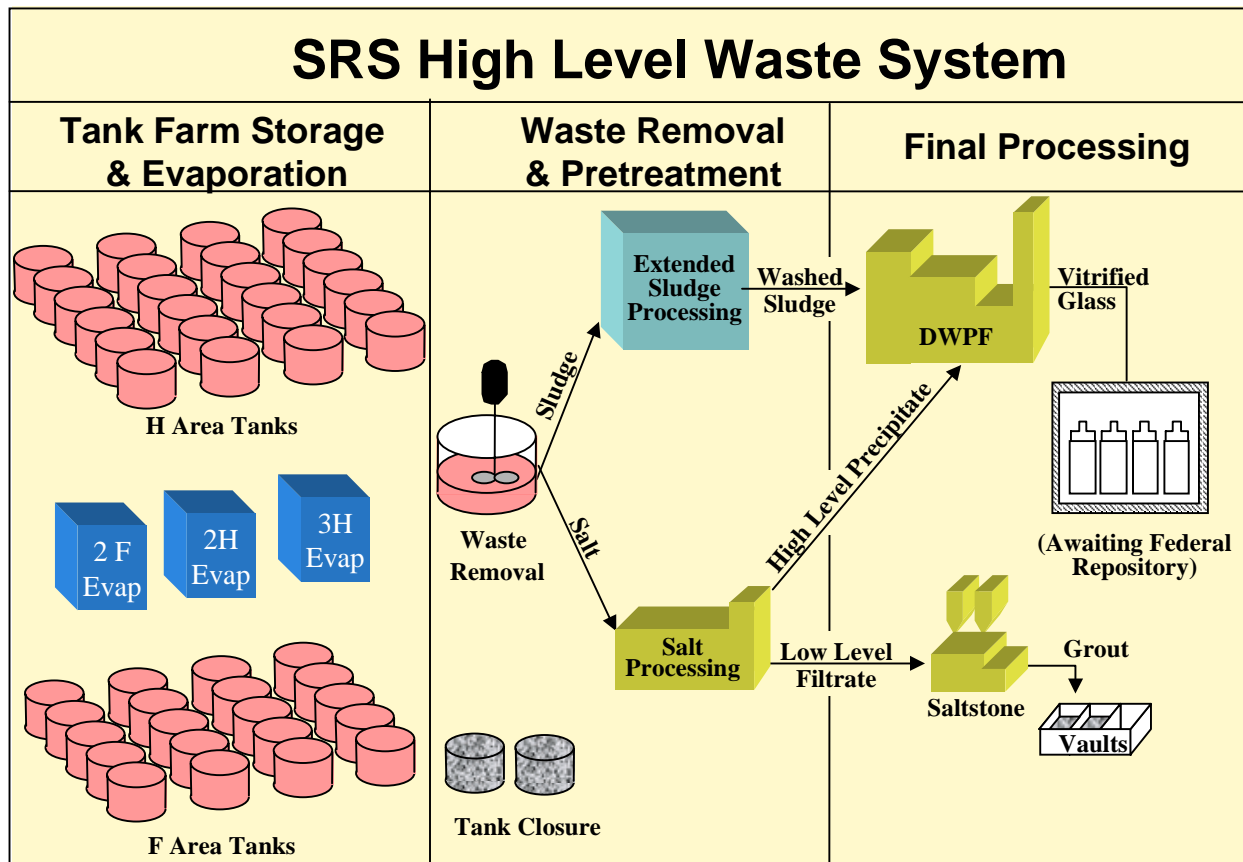 SRS High Level Waste System
Tank Farm Storage
& Evaporation
Waste Removal
& Pretreatment
Final Processing
H Area Tanks
2 F
Evap
2H
Evap
3H
Evap
F Area Tanks
Waste
Removal
Sludge
Salt
Extended
Sludge
Processing
Washed
Sludge
Salt
Processing
High Level Precipitate
Low Level
Filtrate
Tank Closure
DWPF
Vitrified
Glass
(Awaiting Federal
Repository)
Saltstone
Grout
Vaults